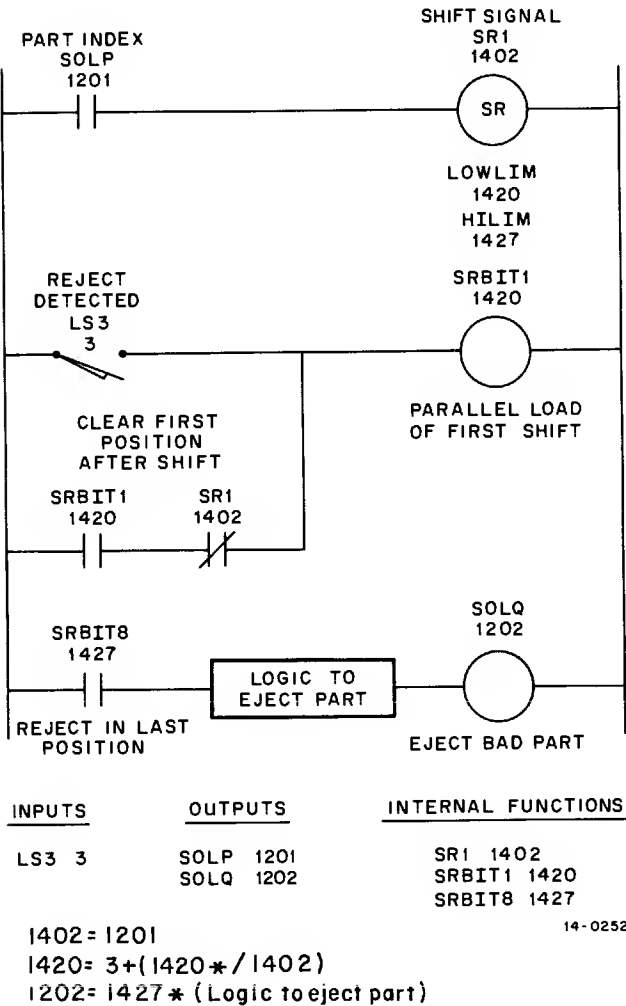 PART INDEX
SOLP
1201
SHIFT SIGNAL
SR1
1402
SR
LOWLIM
1420
HILIM
1427
REJECT
DETECTED
LS3
3
SRBIT1
1420
PARALLEL LOAD
OF FIRST SHIFT
CLEAR FIRST
POSITION
AFTER SHIFT
SRBIT1
1420
SR1
1402
SRBIT8
1427
LOGIC TO
EJECT PART
SOLQ
1202
REJECT IN LAST
POSITION
EJECT BAD PART
INPUTS
OUTPUTS
INTERNAL FUNCTIONS
LS3 3
SOLP 1201
SOLQ 1202
SR1 1402
SRBIT1 1420
SRBIT8 1427
14-0252
1402=1201
1420= 3+(1420*/1402)
1202= 1427* (Logic to eject part)